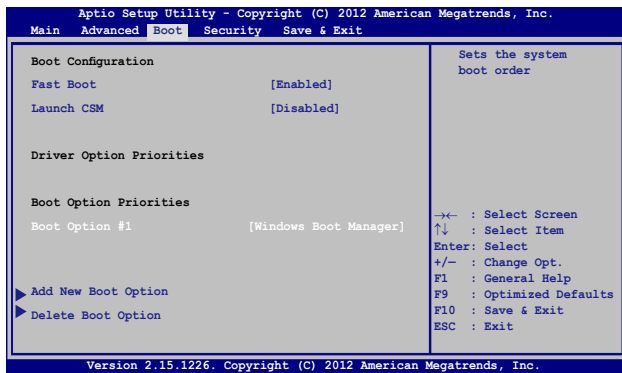 Aptio Setup Utility - Copyright (C) 2012 American Megatrends, Inc.
Main Advanced Boot Security Save & Exit
Boot Configuration
Fast Boot [Enabled]
Launch CSM [Disabled]
Driver Option Priorities
Boot Option Priorities
Boot Option #1 [Windows Boot Manager]
Add New Boot Option
Delete Boot Option
Sets the system
boot order
→← : Select Screen
↑↓ : Select Item
Enter: Select
+/— : Change Opt.
F1 : General Help
F9 : Optimized Defaults
F10 : Save & Exit
ESC : Exit
Version 2.15.1226. Copyright (C) 2012 American Megatrends, Inc.